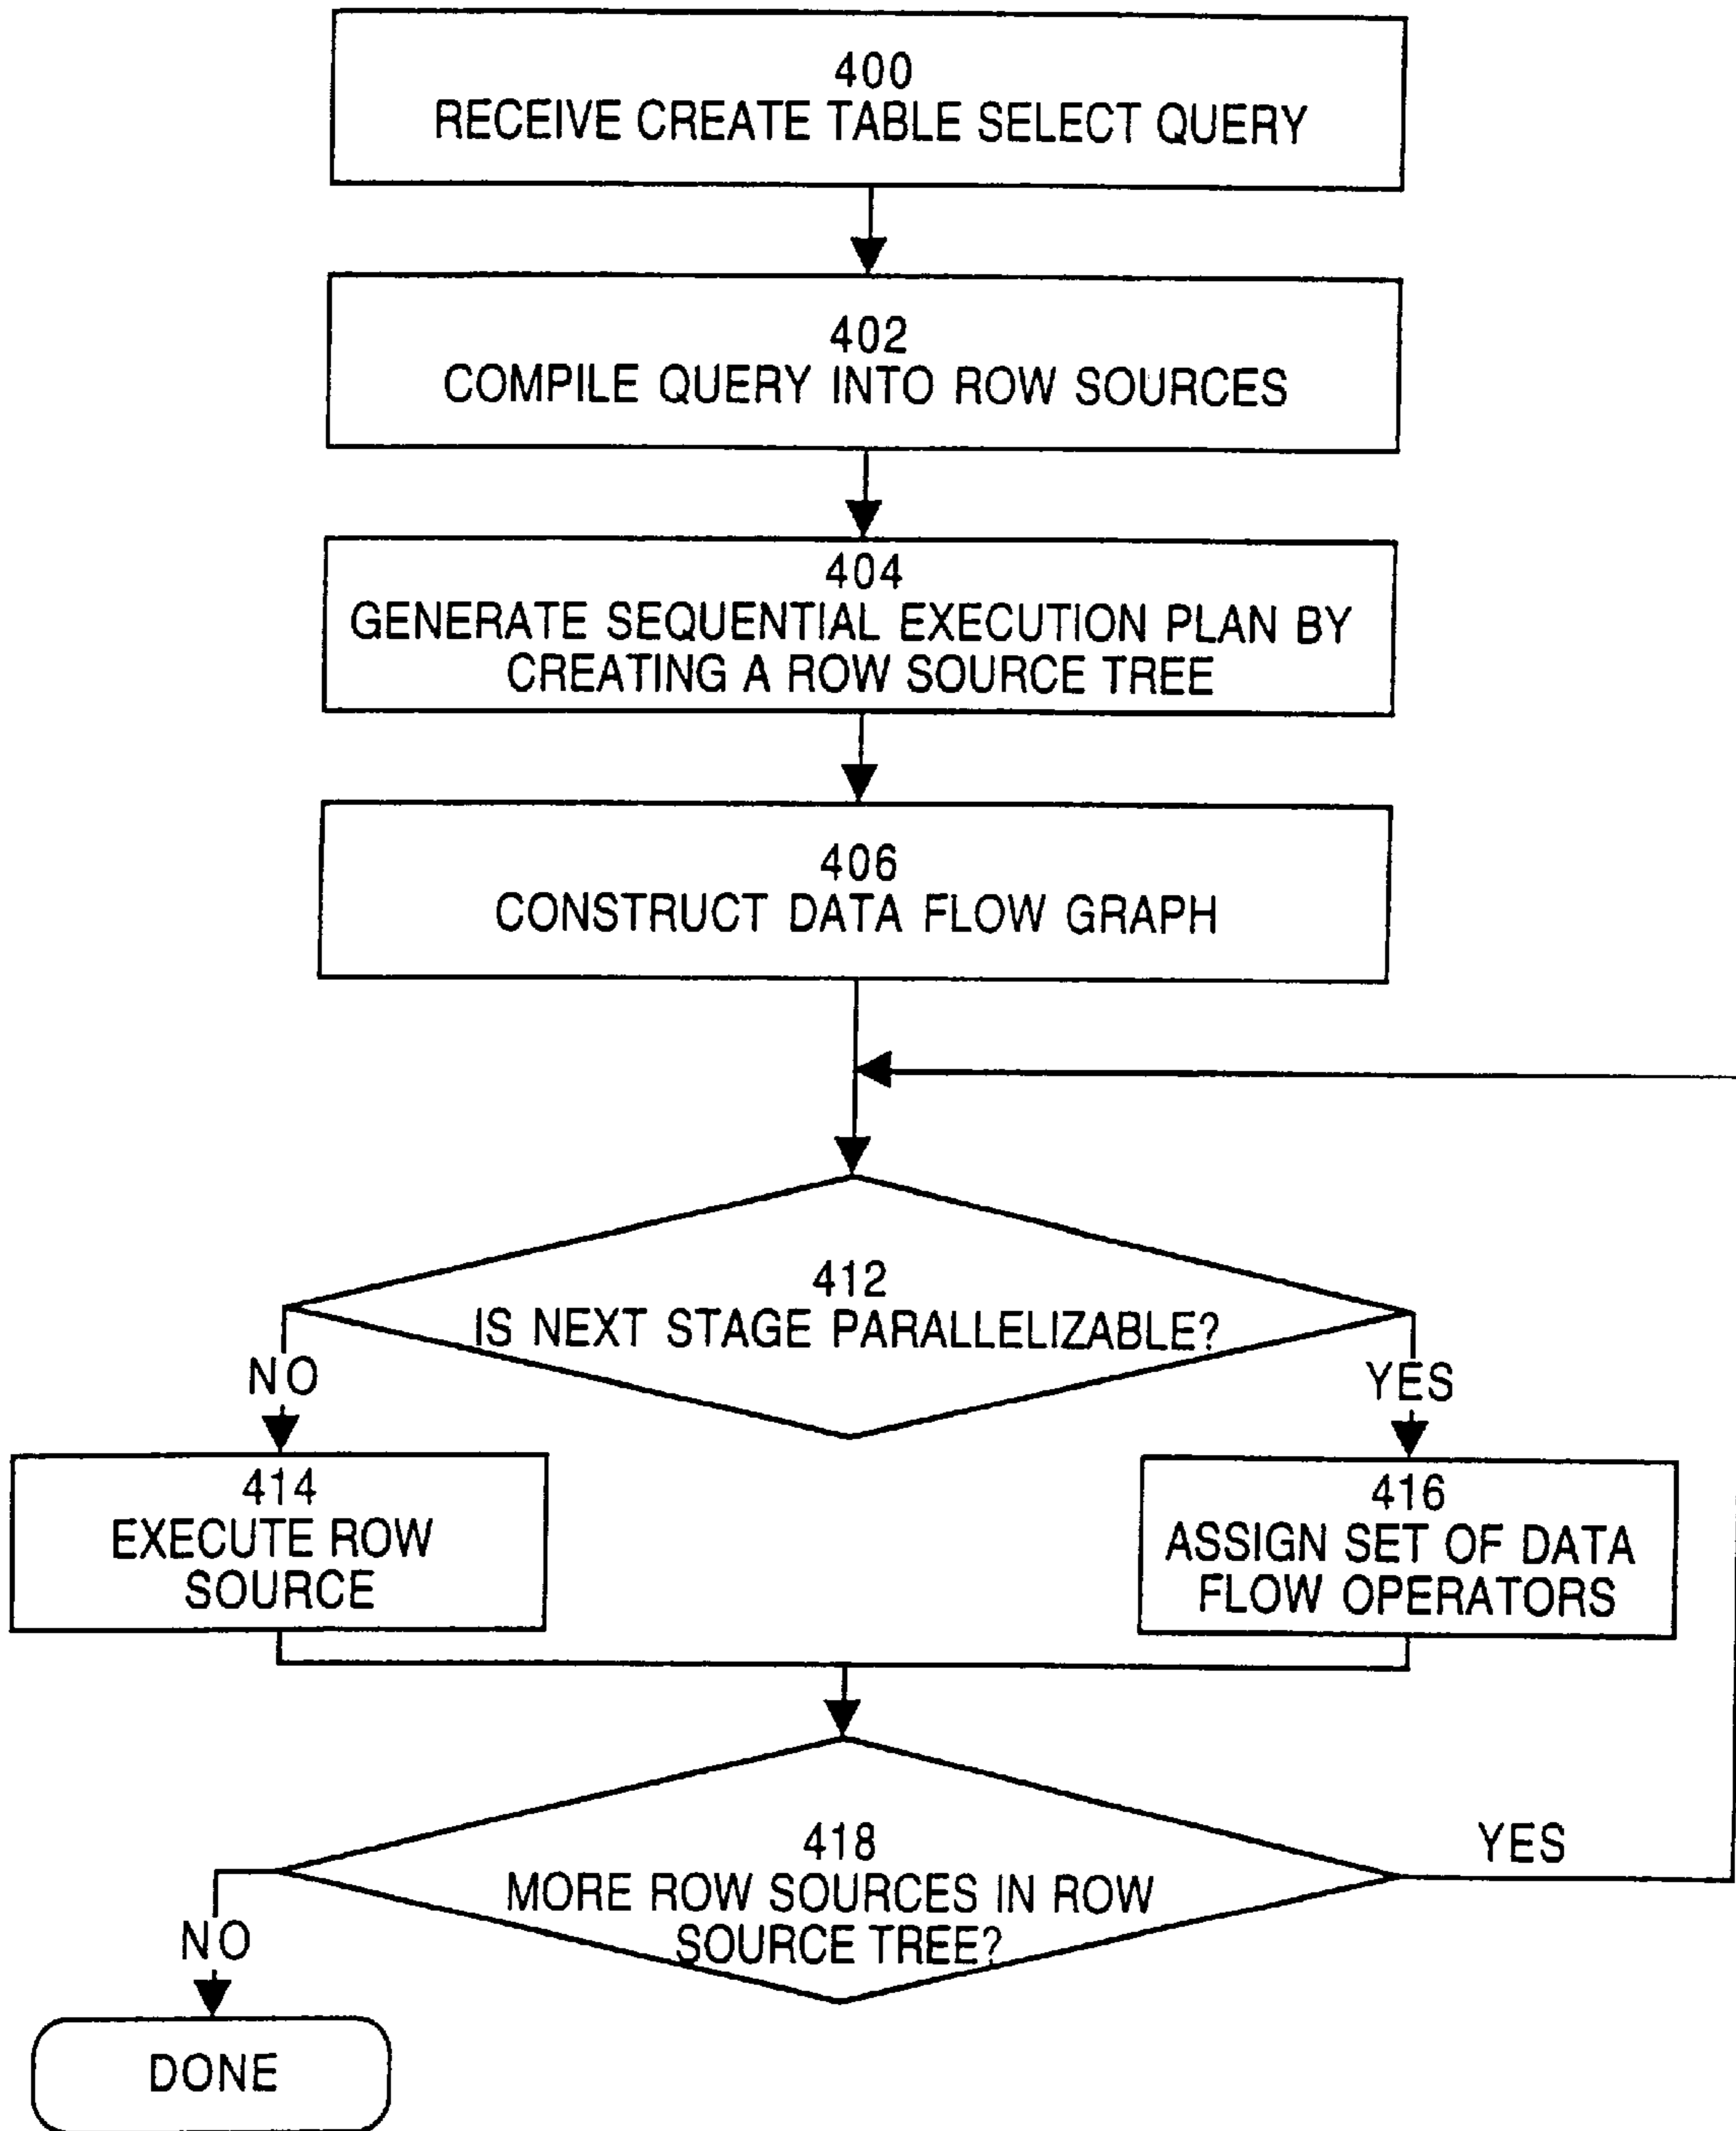 400
RECEIVE CREATE TABLE SELECT QUERY
402
COMPILE QUERY INTO ROW SOURCES
404
GENERATE SEQUENTIAL EXECUTION PLAN BY
CREATING A ROW SOURCE TREE
406
CONSTRUCT DATA FLOW GRAPH
412
IS NEXT STAGE PARALLELIZABLE?
NO
YES
414
EXECUTE ROW
SOURCE
416
ASSIGN SET OF DATA
FLOW OPERATORS
418
MORE ROW SOURCES IN ROW
SOURCE TREE?
YES
NO
DONE